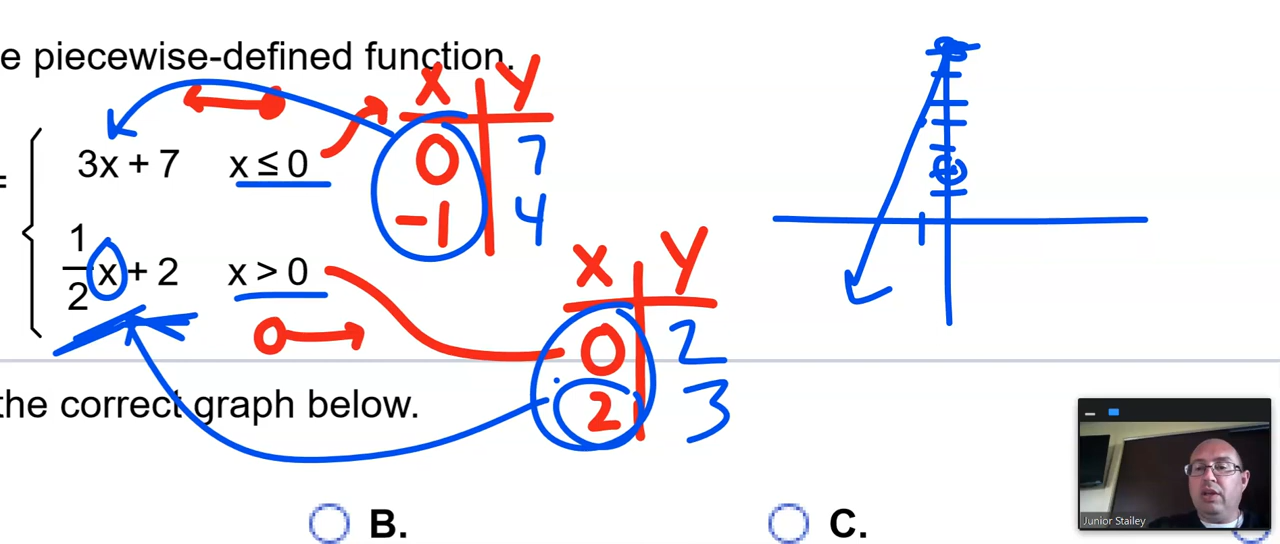 e piecewise-defined function.
x y
0 7
-1 4
=
3x + 7 x ≤ 0
1/2 x + 2 x > 0
x y
0 2
2 3
the correct graph below.
B.
C.
Junior Stailey